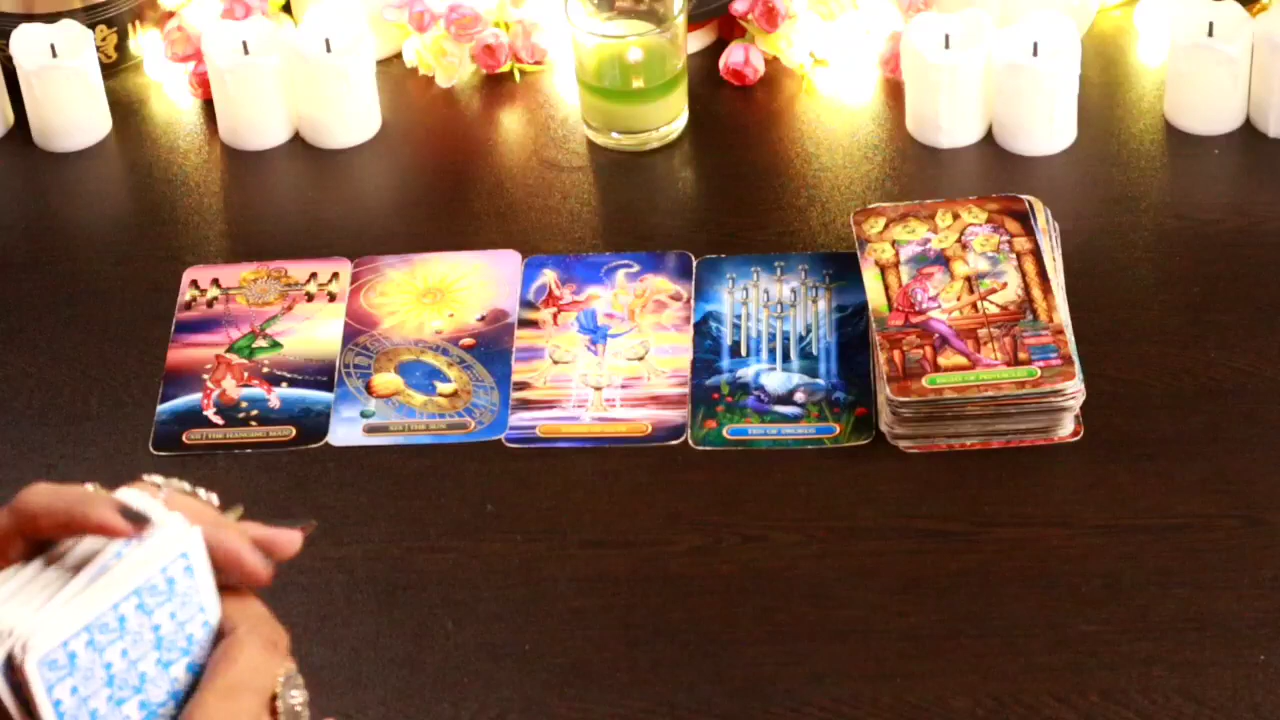 XII | THE HANGING MAN
XIX | THE SUN
TEN OF SWORDS
EIGHT OF PENTACLES